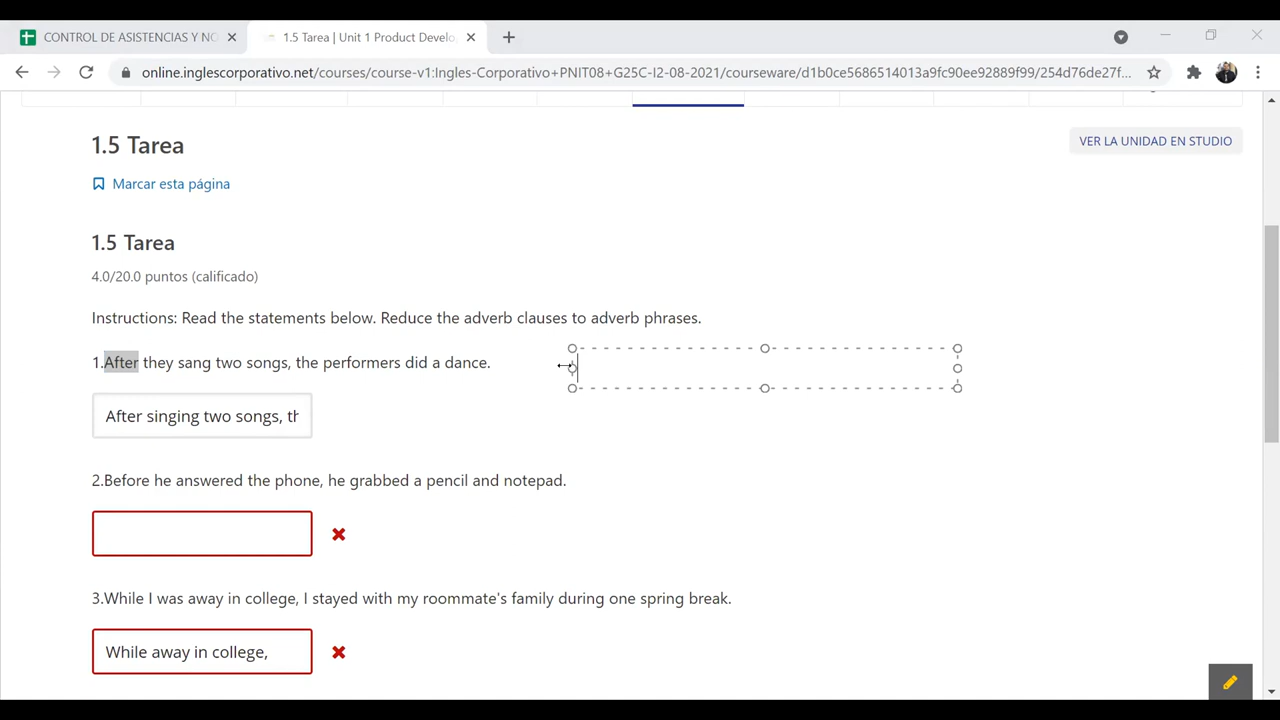 CONTROL DE ASISTENCIAS Y NO
1.5 Tarea | Unit 1 Product Develo
online.inglescorporativo.net/courses/course-v1:Ingles-Corporativo+PNIT08+G25C-I2-08-2021/courseware/d1b0ce5686514013a9fc90ee92889f99/254d76de27f...
1.5 Tarea
VER LA UNIDAD EN STUDIO
Marcar esta página
1.5 Tarea
4.0/20.0 puntos (calificado)
Instructions: Read the statements below. Reduce the adverb clauses to adverb phrases.
1.After they sang two songs, the performers did a dance.
After singing two songs, th
2.Before he answered the phone, he grabbed a pencil and notepad.
3.While I was away in college, I stayed with my roommate's family during one spring break.
While away in college,